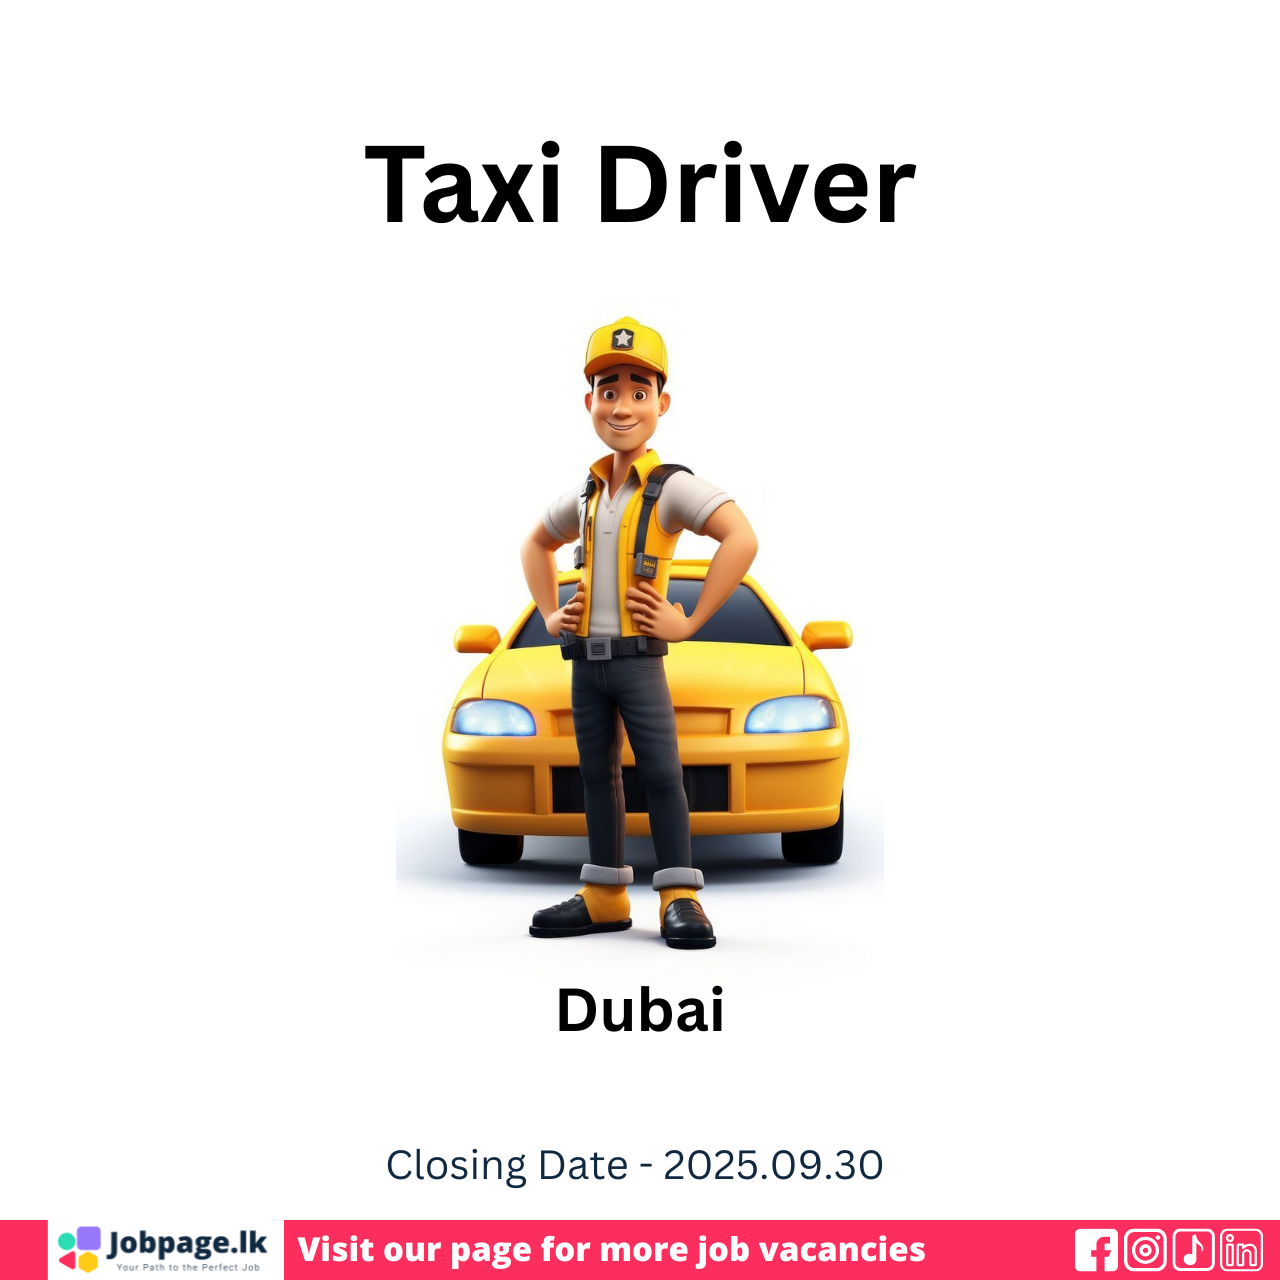 Taxi Driver
Dubai
Closing Date - 2025.09.30
Jobpage.lk
Your Path to the Perfect Job
Visit our page for more job vacancies